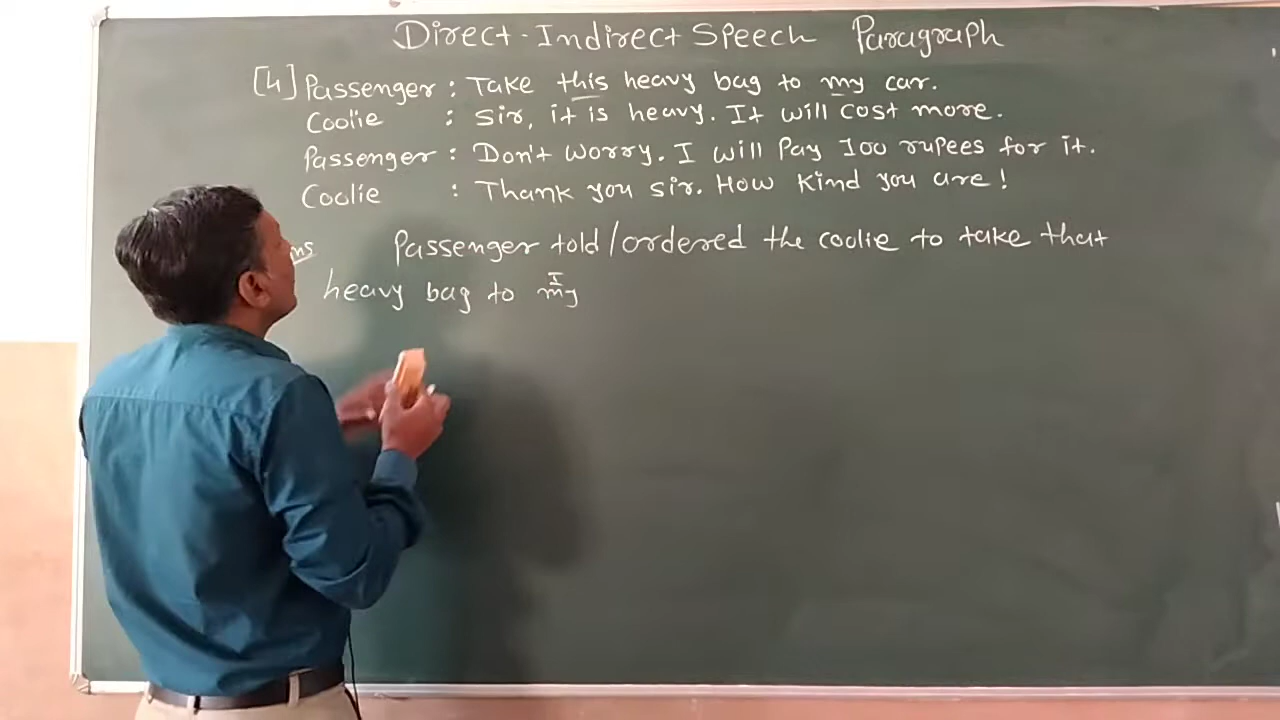 Direct-Indirect Speech Paragraph
[4] Passenger : Take this heavy bag to my car.
Coolie : Sir, it is heavy. It will cost more.
Passenger : Don't worry. I will pay 100 rupees for it.
Coolie : Thank you sir. How kind you are!
Ans Passenger told/ordered the coolie to take that
I
heavy bag to my